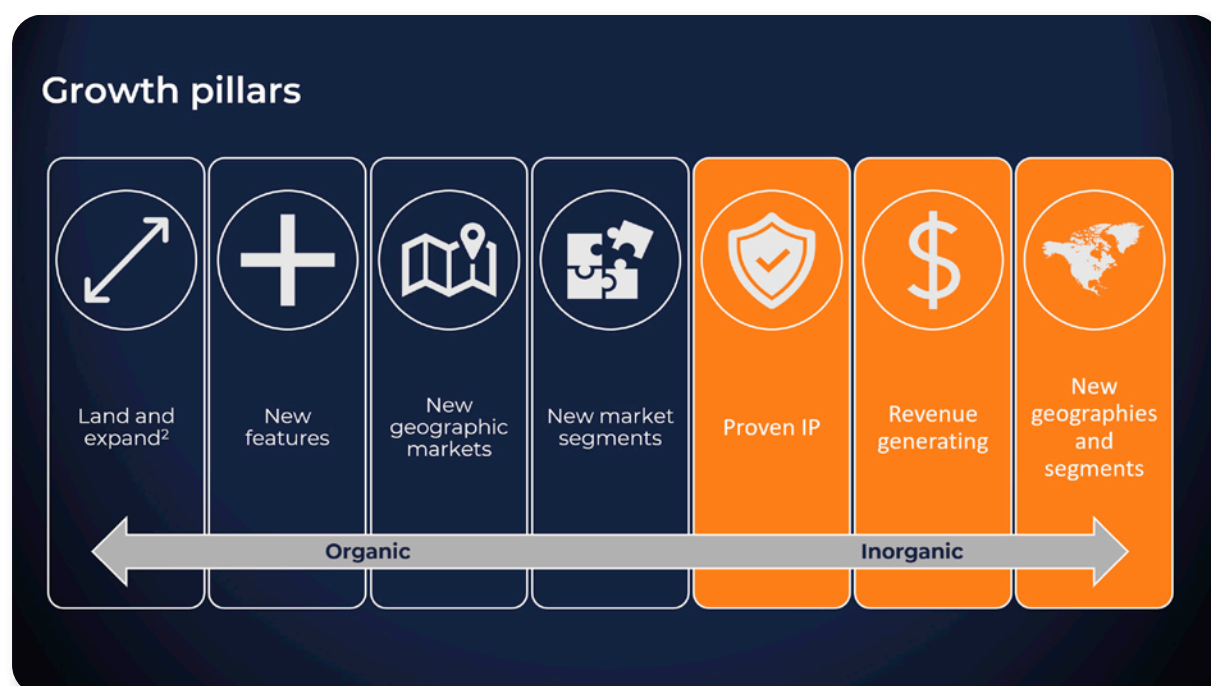 Growth pillars
Land and
expand²
New
features
New
geographic
markets
New market
segments
Proven IP
Revenue
generating
New
geographies
and
segments
Organic
Inorganic